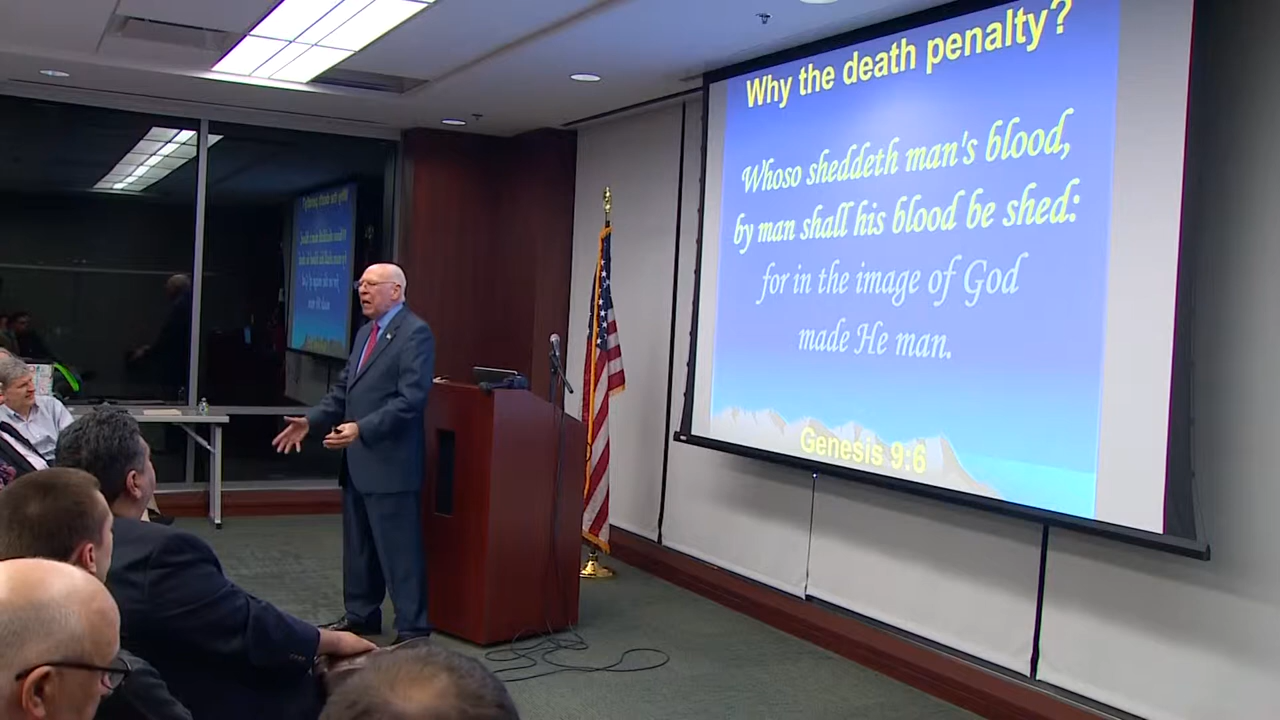 Why the death penalty?
Whoso sheddeth man's blood,
by man shall his blood be shed:
for in the image of God
made He man.
Genesis 9:6